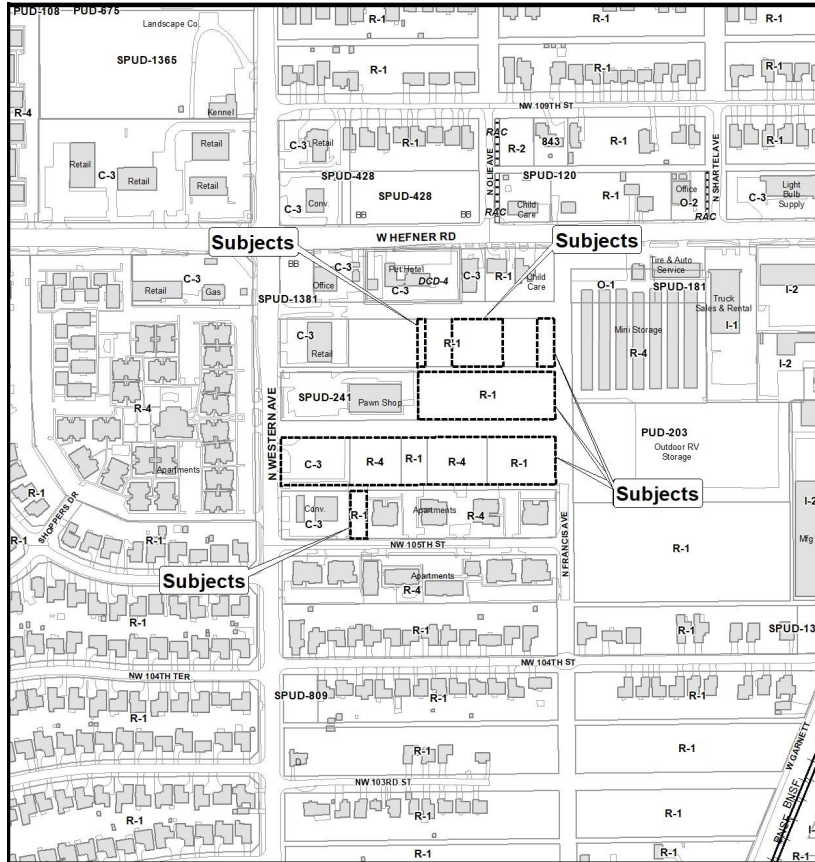 PUD-108 PUD-675
Landscape Co.
SPUD-1365
R-1
R-1
R-1
R-1
R-1
R-1
Kennel
R-4
NW 109TH ST
Retail
Retail
C-3
Retail
Retail
C-3
Retail
R-1
RAC
R-2
843
R-1
R-1
N OLIE AVE
N SHARTEL AVE
SPUD-428
SPUD-428
SPUD-120
C-3
Conv.
BB
BB
RAC
Child
Care
R-1
Office
O-2
RAC
C-3
Light
Bulb
Supply
W HEFNER RD
Subjects
Subjects
BB
C-3
Office
C-3
Pet Hotel
DCD-4
C-3
C-3
R-1
Child
Care
C-3
Retail
Gas
SPUD-1381
Tire & Auto
Service
O-1
SPUD-181
Truck
Sales & Rental
I-1
I-2
Mini Storage
R-4
I-2
C-3
Retail
R-1
SPUD-241
Pawn Shop
R-1
R-4
Apartments
N WESTERN AVE
PUD-203
Outdoor RV
Storage
C-3
R-4
R-1
R-4
R-1
Subjects
R-1
SHOPPERS DR
Conv.
C-3
R-1
Apartments
R-4
N FRANCIS AVE
I-2
Mfg
R-1
R-1
R-1
NW 105TH ST
Subjects
Apartments
R-4
R-1
R-1
R-1
SPUD-13
NW 104TH ST
NW 104TH TER
SPUD-809
R-1
R-1
R-1
R-1
R-1
W GARNETT
NW 103RD ST
R-1
R-1
R-1
BNSF BNSF
R-1
R-1
R-1